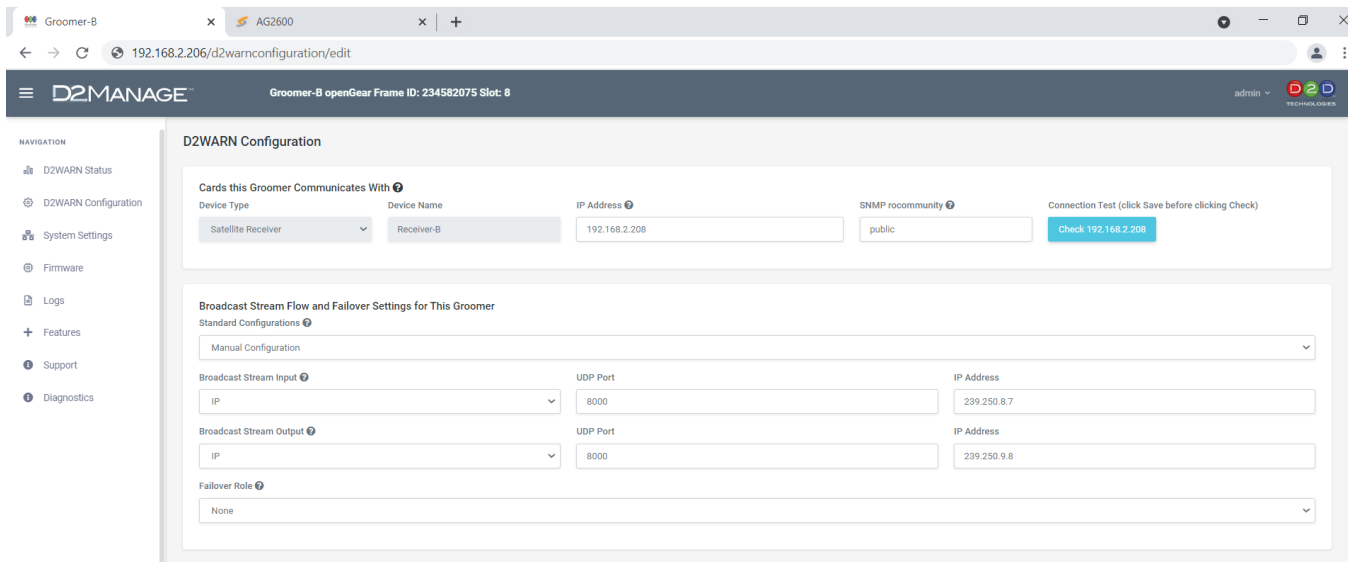 Groomer-B
AG2600
192.168.2.206/d2warnconfiguration/edit
D2MANAGE™ Groomer-B openGear Frame ID: 234582075 Slot: 8 admin D2D
TECHNOLOGIES
NAVIGATION
D2WARN Status
D2WARN Configuration
System Settings
Firmware
Logs
Features
Support
Diagnostics
D2WARN Configuration
Cards this Groomer Communicates With
Device Type Device Name IP Address SNMP rocommunity Connection Test (click Save before clicking Check)
Satellite Receiver Receiver-B 192.168.2.208 public Check 192.168.2.208
Broadcast Stream Flow and Failover Settings for This Groomer
Standard Configurations
Manual Configuration
Broadcast Stream Input UDP Port IP Address
IP 8000 239.250.8.7
Broadcast Stream Output UDP Port IP Address
IP 8000 239.250.9.8
Failover Role
None